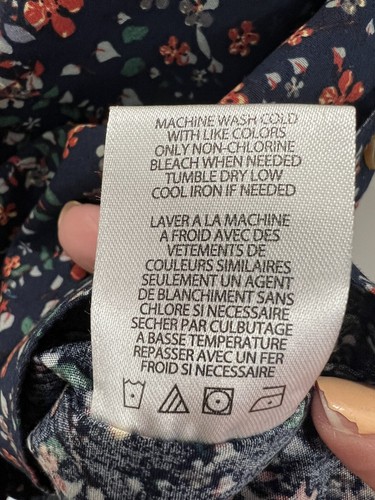 MACHINE WASH COLD
WITH LIKE COLORS
ONLY NON-CHLORINE
BLEACH WHEN NEEDED
TUMBLE DRY LOW
COOL IRON IF NEEDED
LAVER A LA MACHINE
A FROID AVEC DES
VETEMENTS DE
COULEURS SIMILAIRES
SEULEMENT UN AGENT
DE BLANCHIMENT SANS
CHLORE SI NECESSAIRE
SECHER PAR CULBUTAGE
A BASSE TEMPERATURE
REPASSER AVEC UN FER
FROID SI NECESSAIRE